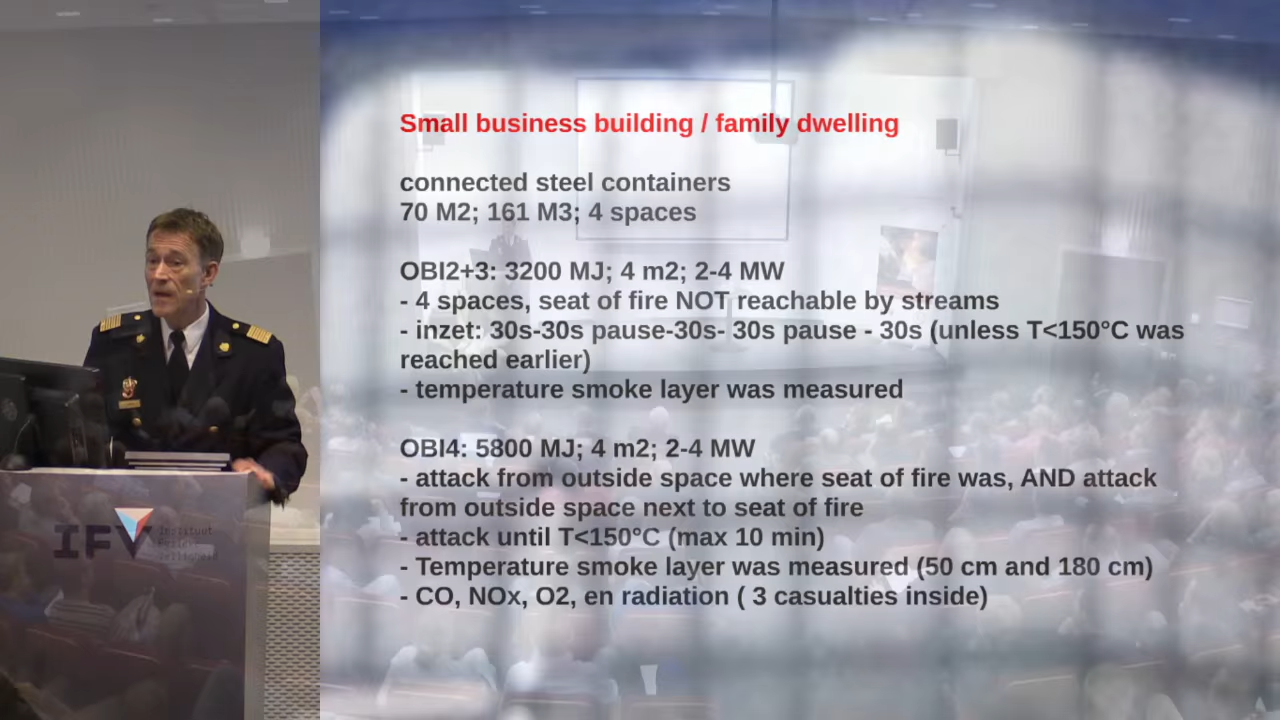 Small business building / family dwelling
connected steel containers
70 M2; 161 M3; 4 spaces
OBI2+3: 3200 MJ; 4 m2; 2-4 MW
- 4 spaces, seat of fire NOT reachable by streams
- inzet: 30s-30s pause-30s- 30s pause - 30s (unless T<150°C was
reached earlier)
- temperature smoke layer was measured
OBI4: 5800 MJ; 4 m2; 2-4 MW
- attack from outside space where seat of fire was, AND attack
from outside space next to seat of fire
- attack until T<150°C (max 10 min)
- Temperature smoke layer was measured (50 cm and 180 cm)
- CO, NOx, O2, en radiation ( 3 casualties inside)
IFV
Instituut